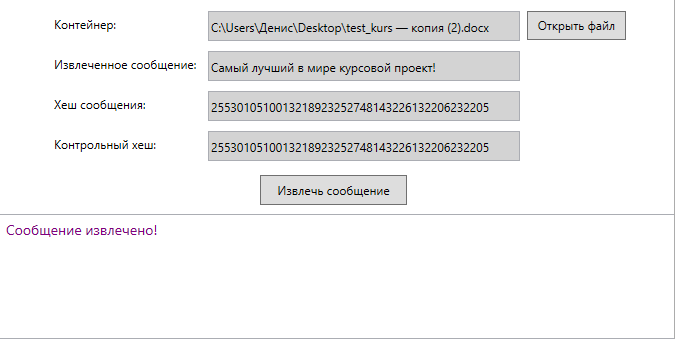 Контейнер: C:\Users\Денис\Desktop\test_kurs — копия (2).docx Открыть файл
Извлеченное сообщение: Самый лучший в мире курсовой проект!
Хеш сообщения: 2553010510013218923252748143226132206232205
Контрольный хеш: 2553010510013218923252748143226132206232205
Извлечь сообщение
Сообщение извлечено!